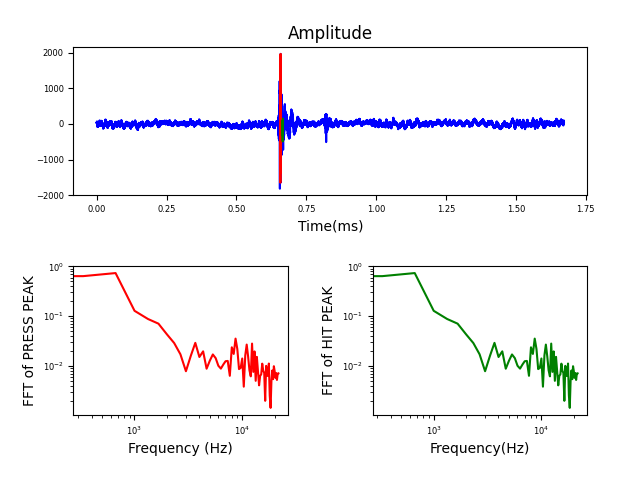 Amplitude
2000
1000
0
−1000
−2000
0.00 0.25 0.50 0.75 1.00 1.25 1.50 1.75
Time(ms)
FFT of PRESS PEAK
10⁰
10⁻¹
10⁻²
10³ 10⁴
Frequency (Hz)
FFT of HIT PEAK
10⁰
10⁻¹
10⁻²
10³ 10⁴
Frequency(Hz)